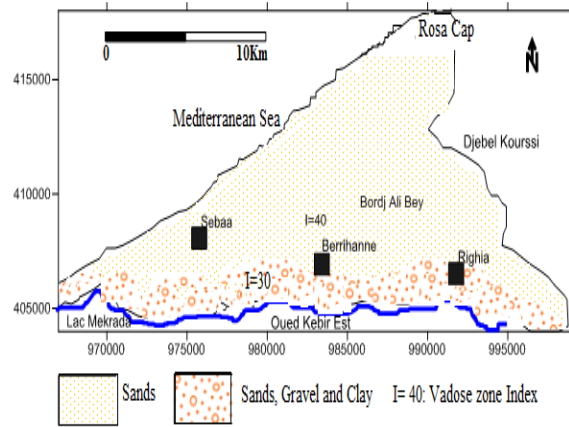 Rosa Cap
0 10Km
N
415000
Mediterranean Sea
Djebel Kourssi
410000
Bordj Ali Bey
Sebaa
I=40
Berrihanne
Righia
I=30
405000
Lac Mekrada
Oued Kebir Est
970000 975000 980000 985000 990000 995000
Sands
Sands, Gravel and Clay
I= 40: Vadose zone Index